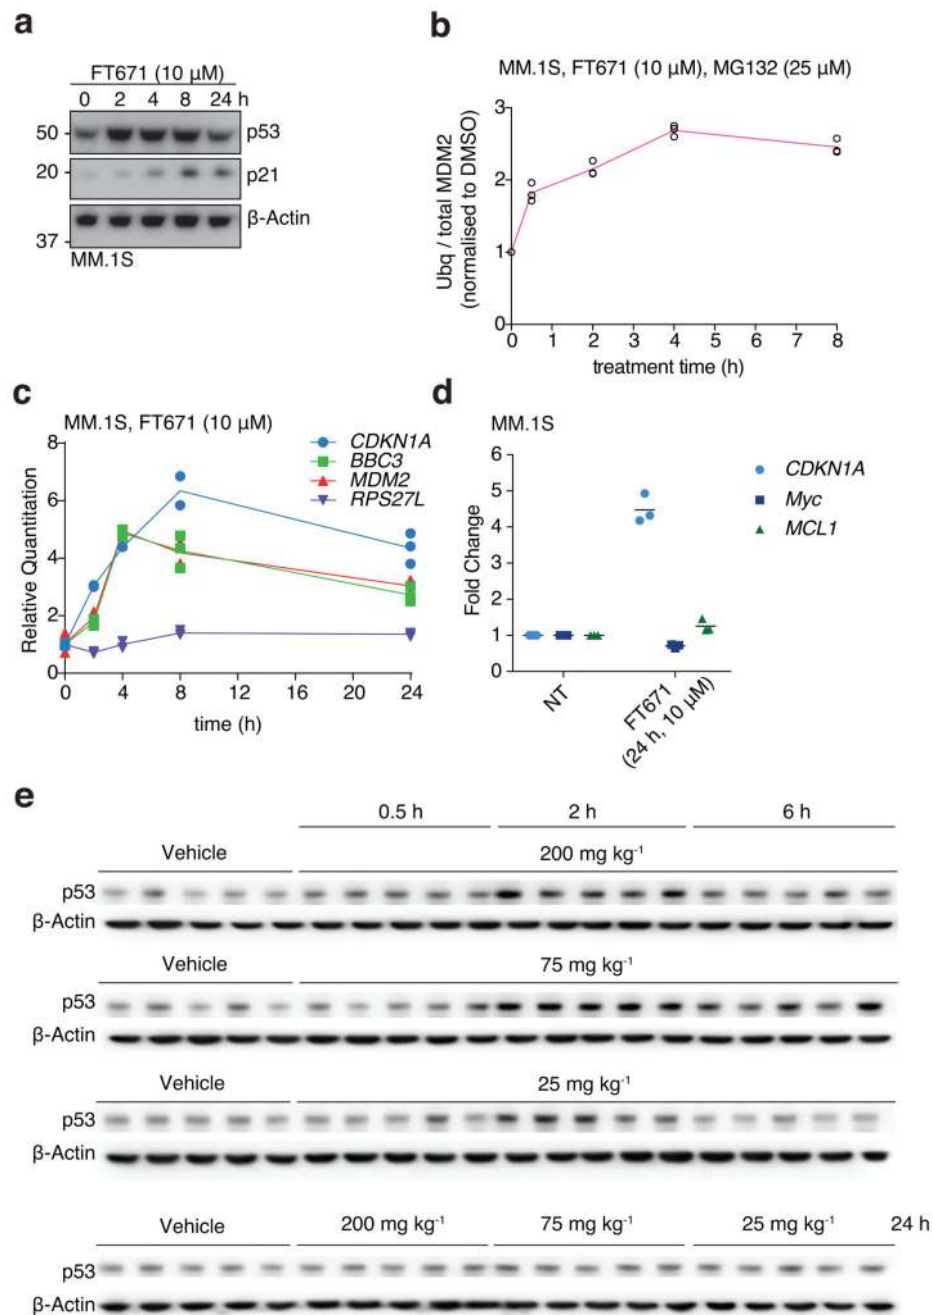 a
FT671 (10 µM)
0 2 4 8 24 h
50 p53
20 p21
β-Actin
37
MM.1S
b
MM.1S, FT671 (10 µM), MG132 (25 µM)
Ubq / total MDM2
(normalised to DMSO)
3
2
1
0
0 1 2 3 4 5 6 7 8
treatment time (h)
c
MM.1S, FT671 (10 µM)
CDKN1A
BBC3
MDM2
RPS27L
Relative Quantitation
8
6
4
2
0
0 4 8 12 16 20 24
time (h)
d
MM.1S
CDKN1A
Myc
MCL1
Fold Change
6
5
4
3
2
1
0
NT
FT671
(24 h, 10 µM)
e
0.5 h 2 h 6 h
Vehicle 200 mg kg⁻¹
p53
β-Actin
Vehicle 75 mg kg⁻¹
p53
β-Actin
Vehicle 25 mg kg⁻¹
p53
β-Actin
Vehicle 200 mg kg⁻¹ 75 mg kg⁻¹ 25 mg kg⁻¹ 24 h
p53
β-Actin